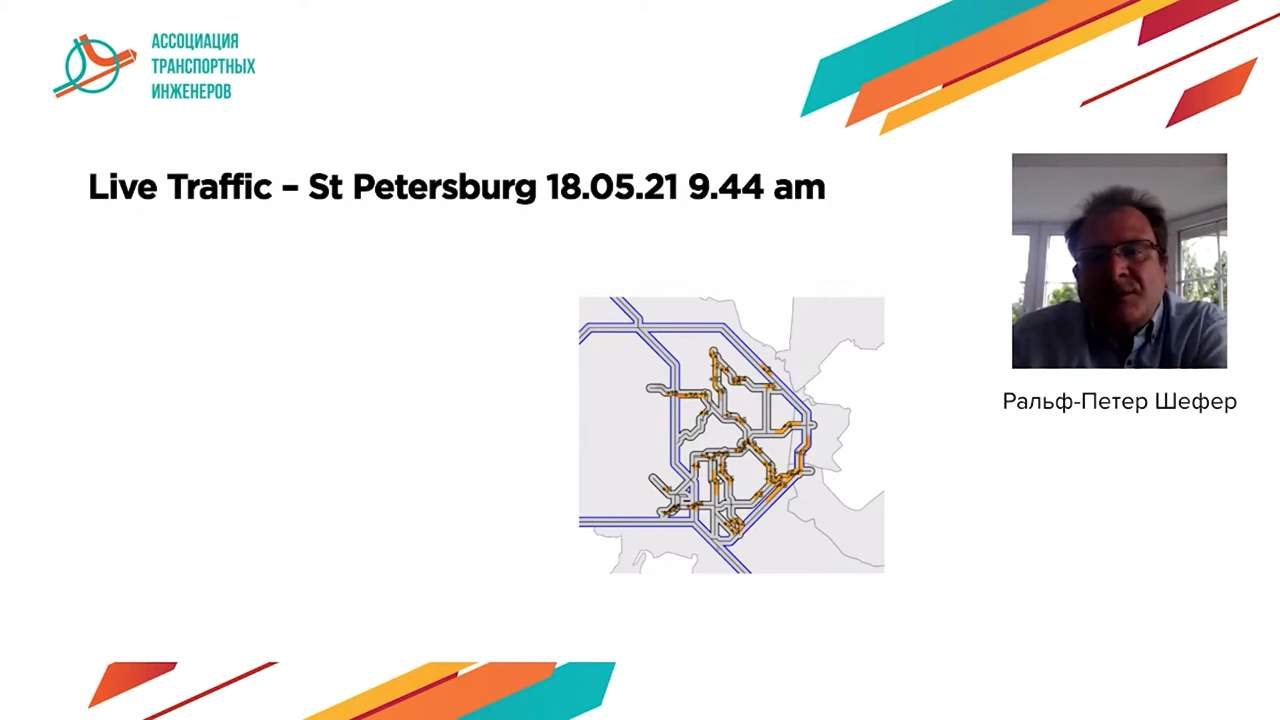 АССОЦИАЦИЯ
ТРАНСПОРТНЫХ
ИНЖЕНЕРОВ
Live Traffic – St Petersburg 18.05.21 9.44 am
Ральф-Петер Шефер